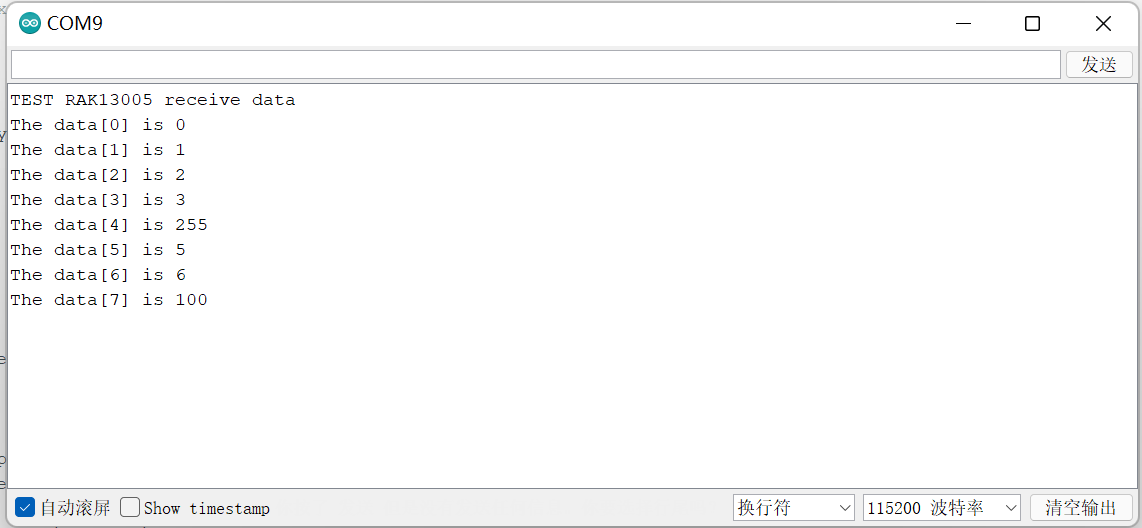 COM9
发送
TEST RAK13005 receive data
The data[0] is 0
The data[1] is 1
The data[2] is 2
The data[3] is 3
The data[4] is 255
The data[5] is 5
The data[6] is 6
The data[7] is 100
自动滚屏 Show timestamp 换行符 115200 波特率 清空输出